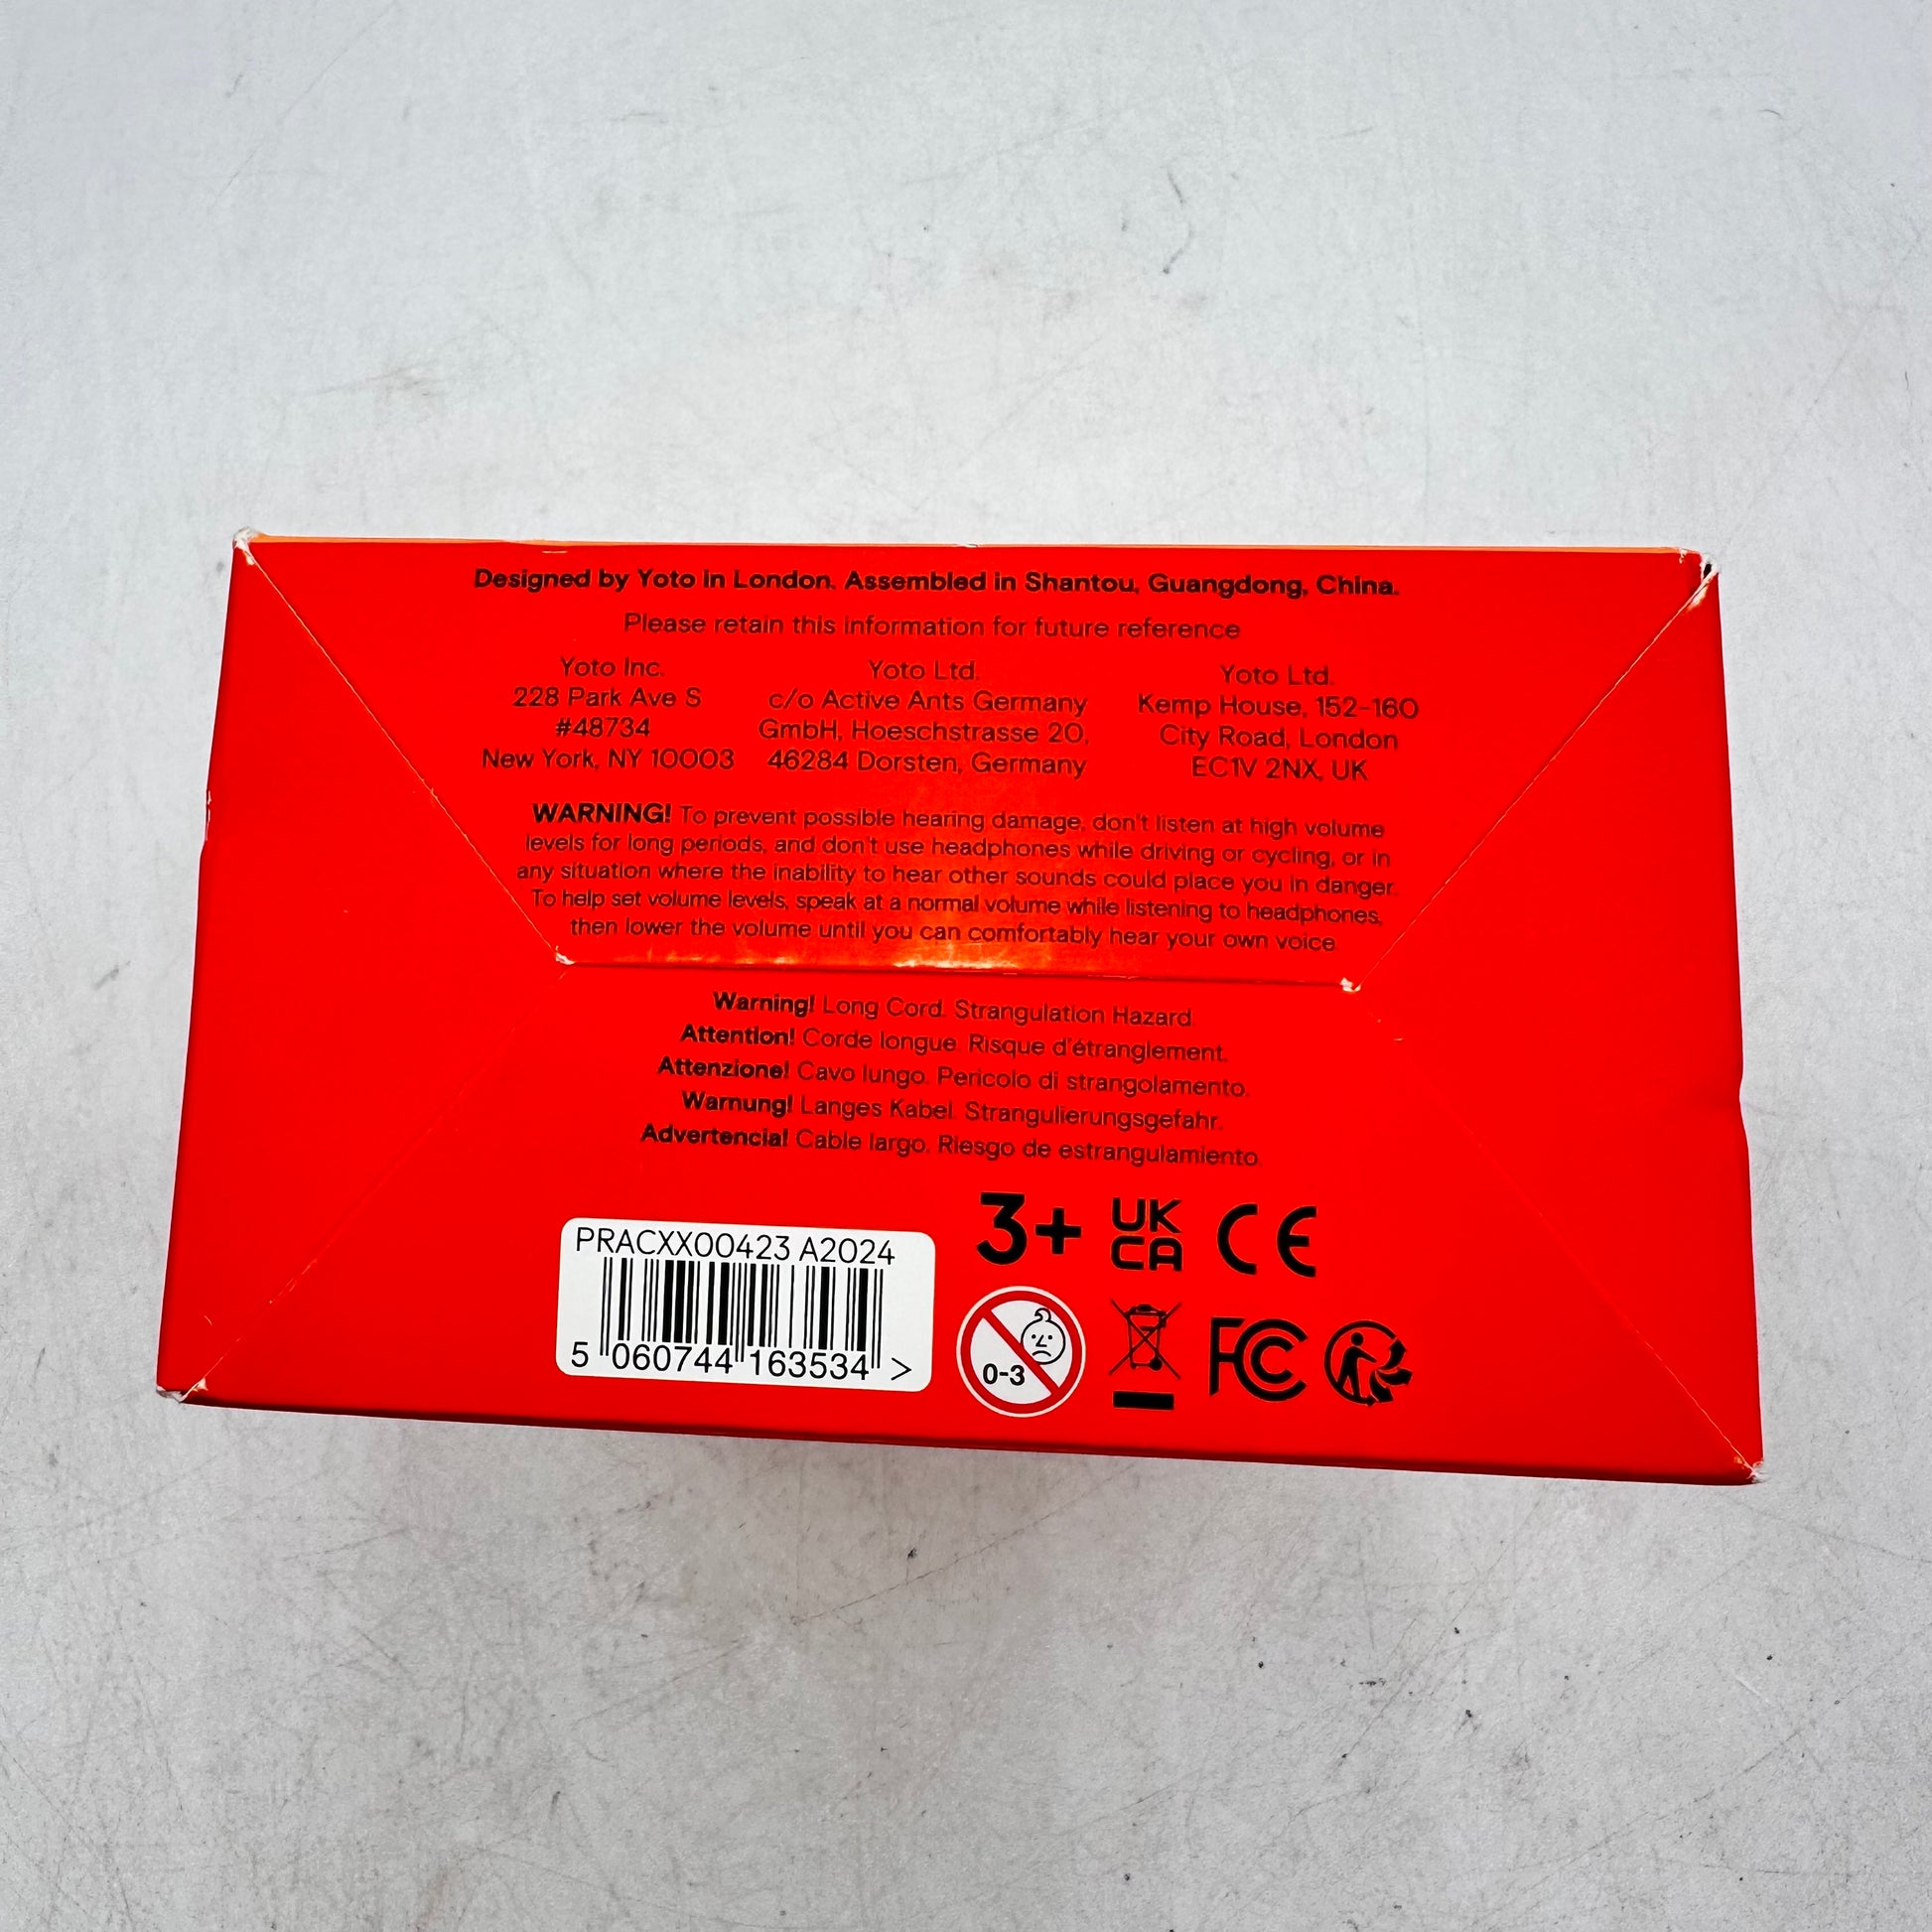 Designed by Yoto in London. Assembled in Shantou, Guangdong, China.
Please retain this information for future reference
Yoto Inc.
228 Park Ave S
#48734
New York, NY 10003
Yoto Ltd.
c/o Active Ants Germany
GmbH, Hoeschstrasse 20,
46284 Dorsten, Germany
Yoto Ltd.
Kemp House, 152-160
City Road, London
EC1V 2NX, UK
WARNING! To prevent possible hearing damage, don't listen at high volume
levels for long periods, and don't use headphones while driving or cycling, or in
any situation where the inability to hear other sounds could place you in danger.
To help set volume levels, speak at a normal volume while listening to headphones,
then lower the volume until you can comfortably hear your own voice
Warning! Long Cord. Strangulation Hazard.
Attention! Corde longue. Risque d'étranglement.
Attenzione! Cavo lungo. Pericolo di strangolamento.
Warnung! Langes Kabel. Strangulierungsgefahr.
Advertencia! Cable largo. Riesgo de estrangulamiento
PRACXX00423 A2024
5 060744 163534 >
3+
UK
CA
CE
0-3
FC